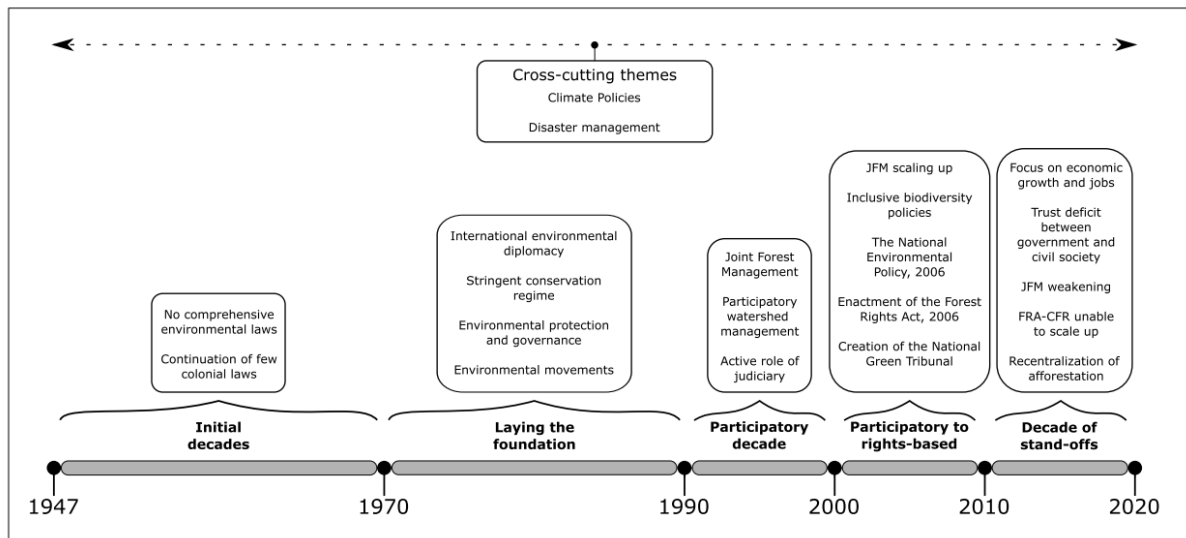 Cross-cutting themes
Climate Policies
Disaster management
No comprehensive
environmental laws
Continuation of few
colonial laws
International environmental
diplomacy
Stringent conservation
regime
Environmental protection
and governance
Environmental movements
Joint Forest
Management
Participatory
watershed
management
Active role of
judiciary
JFM scaling up
Inclusive biodiversity
policies
The National
Environmental
Policy, 2006
Enactment of the Forest
Rights Act, 2006
Creation of the National
Green Tribunal
Focus on economic
growth and jobs
Trust deficit
between
government and
civil society
JFM weakening
FRA-CFR unable
to scale up
Recentralization of
afforestation
Initial
decades
Laying the
foundation
Participatory
decade
Participatory to
rights-based
Decade of
stand-offs
1947
1970
1990
2000
2010
2020